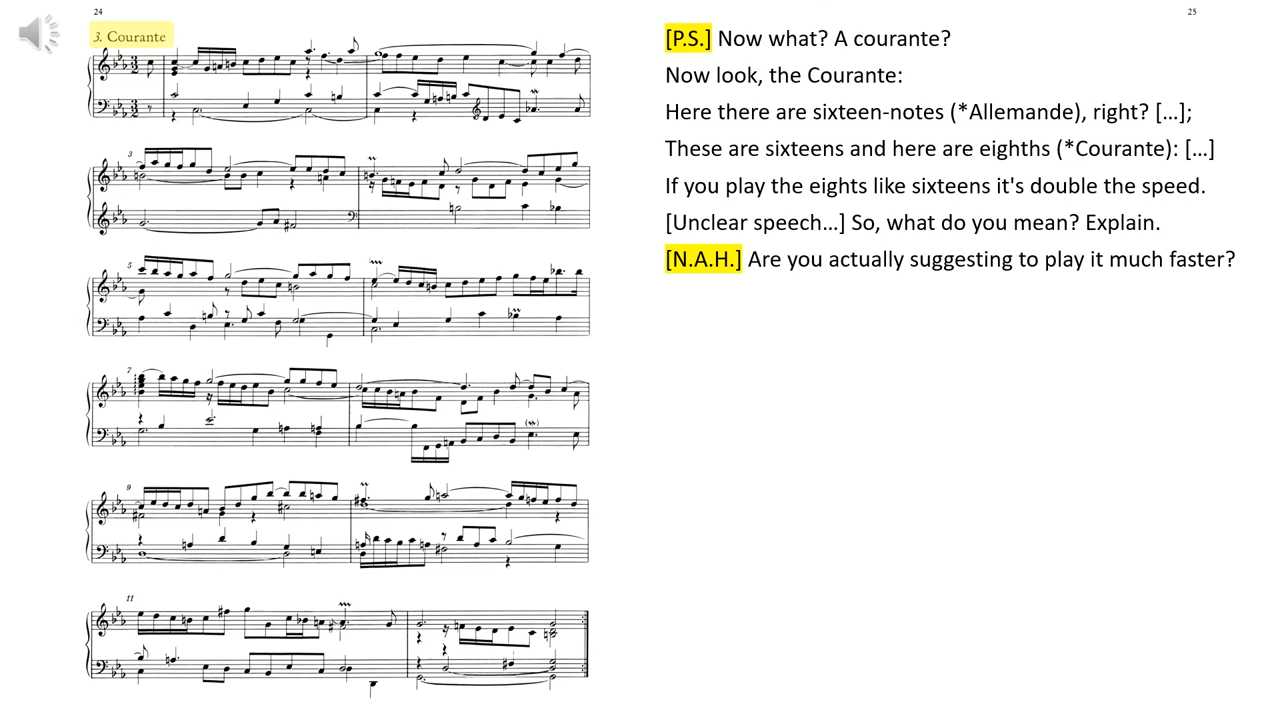 24
3. Courante
3
5
7
9
11
25
[P.S.] Now what? A courante?
Now look, the Courante:
Here there are sixteen-notes (*Allemande), right? […];
These are sixteens and here are eighths (*Courante): […]
If you play the eights like sixteens it's double the speed.
[Unclear speech…] So, what do you mean? Explain.
[N.A.H.] Are you actually suggesting to play it much faster?